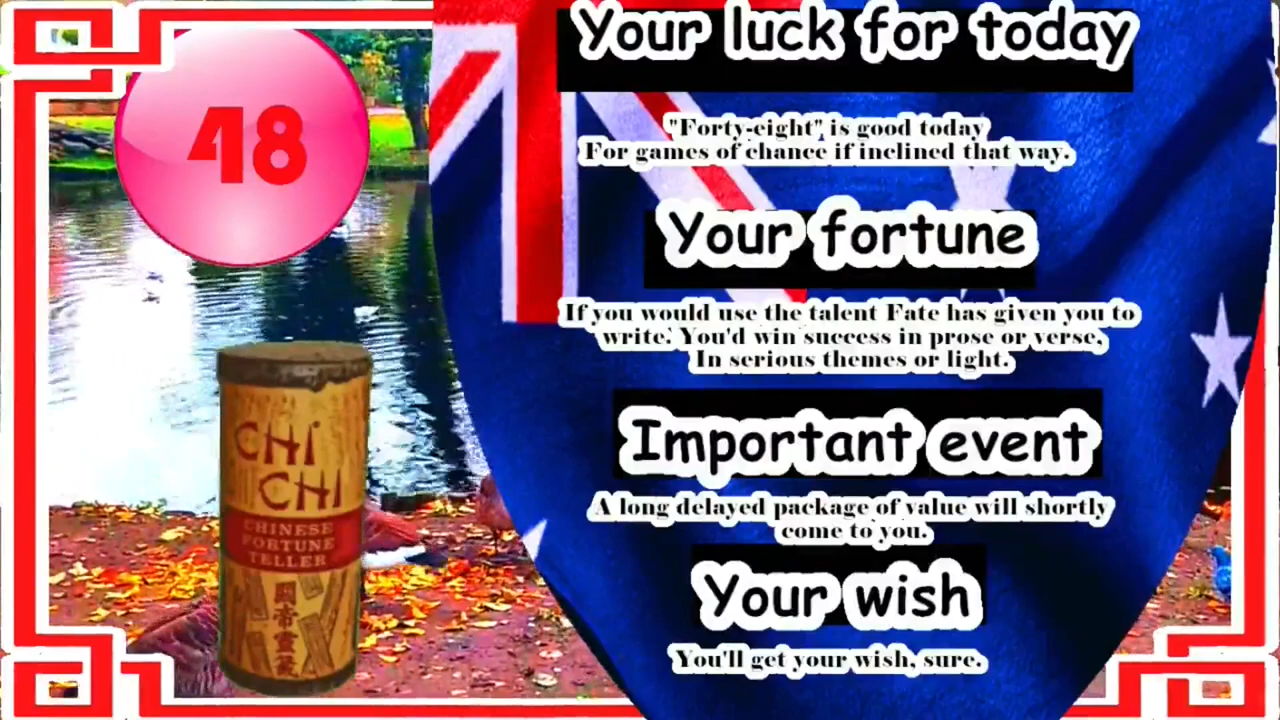 48
Your luck for today
"Forty-eight" is good today
For games of chance if inclined that way.
Your fortune
If you would use the talent Fate has given you to
write. You'd win success in prose or verse,
In serious themes or light.
Important event
A long delayed package of value will shortly
come to you.
Your wish
You'll get your wish, sure.
CHI
CHI
CHINESE
FORTUNE
TELLER
關
帝
靈